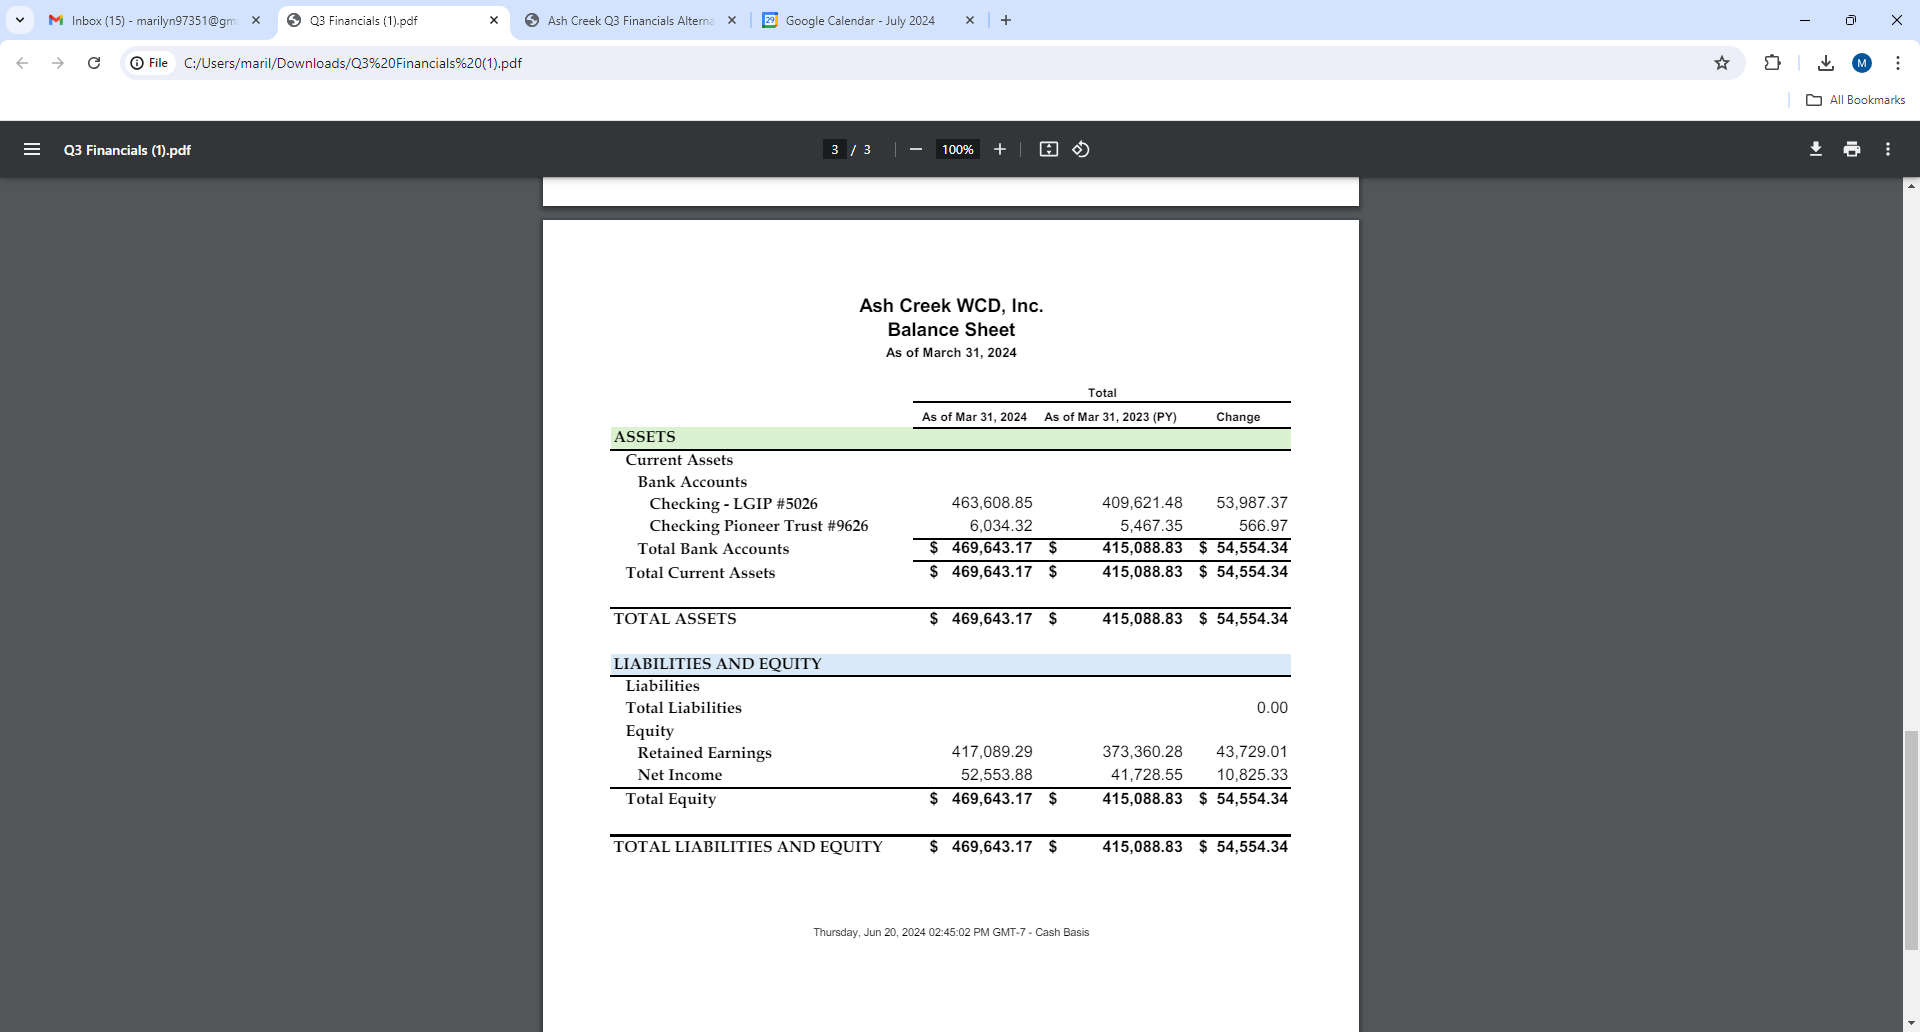 Inbox (15) - marilyn97351@gm
Q3 Financials (1).pdf
Ash Creek Q3 Financials Alterna
29
Google Calendar - July 2024
File
C:/Users/maril/Downloads/Q3%20Financials%20(1).pdf
M
All Bookmarks
Q3 Financials (1).pdf
3 / 3
100%
Ash Creek WCD, Inc.
Balance Sheet
As of March 31, 2024
Total
As of Mar 31, 2024 As of Mar 31, 2023 (PY) Change
ASSETS
Current Assets
Bank Accounts
Checking - LGIP #5026 463,608.85 409,621.48 53,987.37
Checking Pioneer Trust #9626 6,034.32 5,467.35 566.97
Total Bank Accounts $ 469,643.17 $ 415,088.83 $ 54,554.34
Total Current Assets $ 469,643.17 $ 415,088.83 $ 54,554.34
TOTAL ASSETS $ 469,643.17 $ 415,088.83 $ 54,554.34
LIABILITIES AND EQUITY
Liabilities
Total Liabilities 0.00
Equity
Retained Earnings 417,089.29 373,360.28 43,729.01
Net Income 52,553.88 41,728.55 10,825.33
Total Equity $ 469,643.17 $ 415,088.83 $ 54,554.34
TOTAL LIABILITIES AND EQUITY $ 469,643.17 $ 415,088.83 $ 54,554.34
Thursday, Jun 20, 2024 02:45:02 PM GMT-7 - Cash Basis